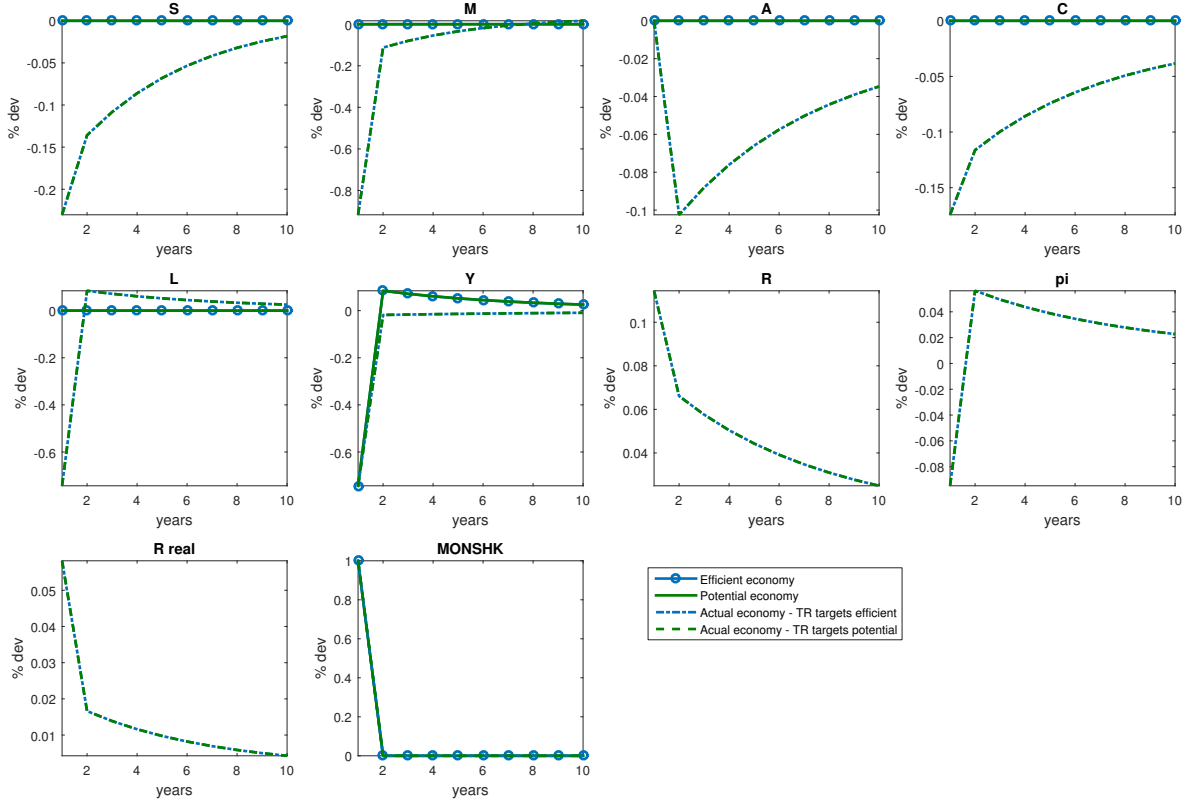 S
0
-0.05
-0.1
-0.15
-0.2
% dev
2 4 6 8 10
years
M
0
-0.2
-0.4
-0.6
-0.8
% dev
2 4 6 8 10
years
A
0
-0.02
-0.04
-0.06
-0.08
-0.1
% dev
2 4 6 8 10
years
C
0
-0.05
-0.1
-0.15
% dev
2 4 6 8 10
years
L
0
-0.2
-0.4
-0.6
% dev
2 4 6 8 10
years
Y
0
-0.2
-0.4
-0.6
% dev
2 4 6 8 10
years
R
0.1
0.08
0.06
0.04
% dev
2 4 6 8 10
years
pi
0.04
0.02
0
-0.02
-0.04
-0.06
-0.08
% dev
2 4 6 8 10
years
R real
0.05
0.04
0.03
0.02
0.01
% dev
2 4 6 8 10
years
MONSHK
1
0.8
0.6
0.4
0.2
0
% dev
2 4 6 8 10
years
Efficient economy
Potential economy
Actual economy - TR targets efficient
Acual economy - TR targets potential